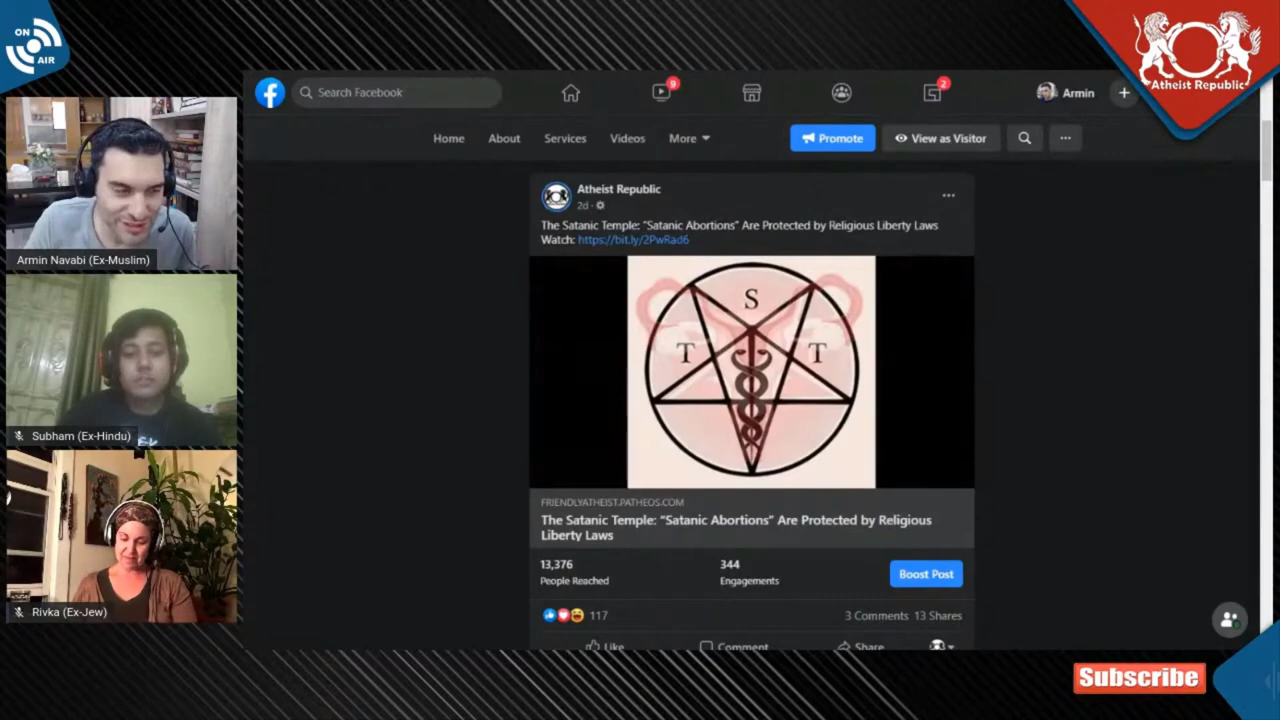 ON
AIR
Atheist Republic
Search Facebook
9
2
Armin
Home
About
Services
Videos
More
Promote
View as Visitor
Armin Navabi (Ex-Muslim)
Subham (Ex-Hindu)
Rivka (Ex-Jew)
Atheist Republic
2d
The Satanic Temple: "Satanic Abortions" Are Protected by Religious Liberty Laws
Watch: https://bit.ly/2PwRad6
S
T T
FRIENDLYATHEIST.PATHEOS.COM
The Satanic Temple: "Satanic Abortions" Are Protected by Religious
Liberty Laws
13,376
People Reached
344
Engagements
Boost Post
117
3 Comments 13 Shares
Like
Comment
Share
Subscribe